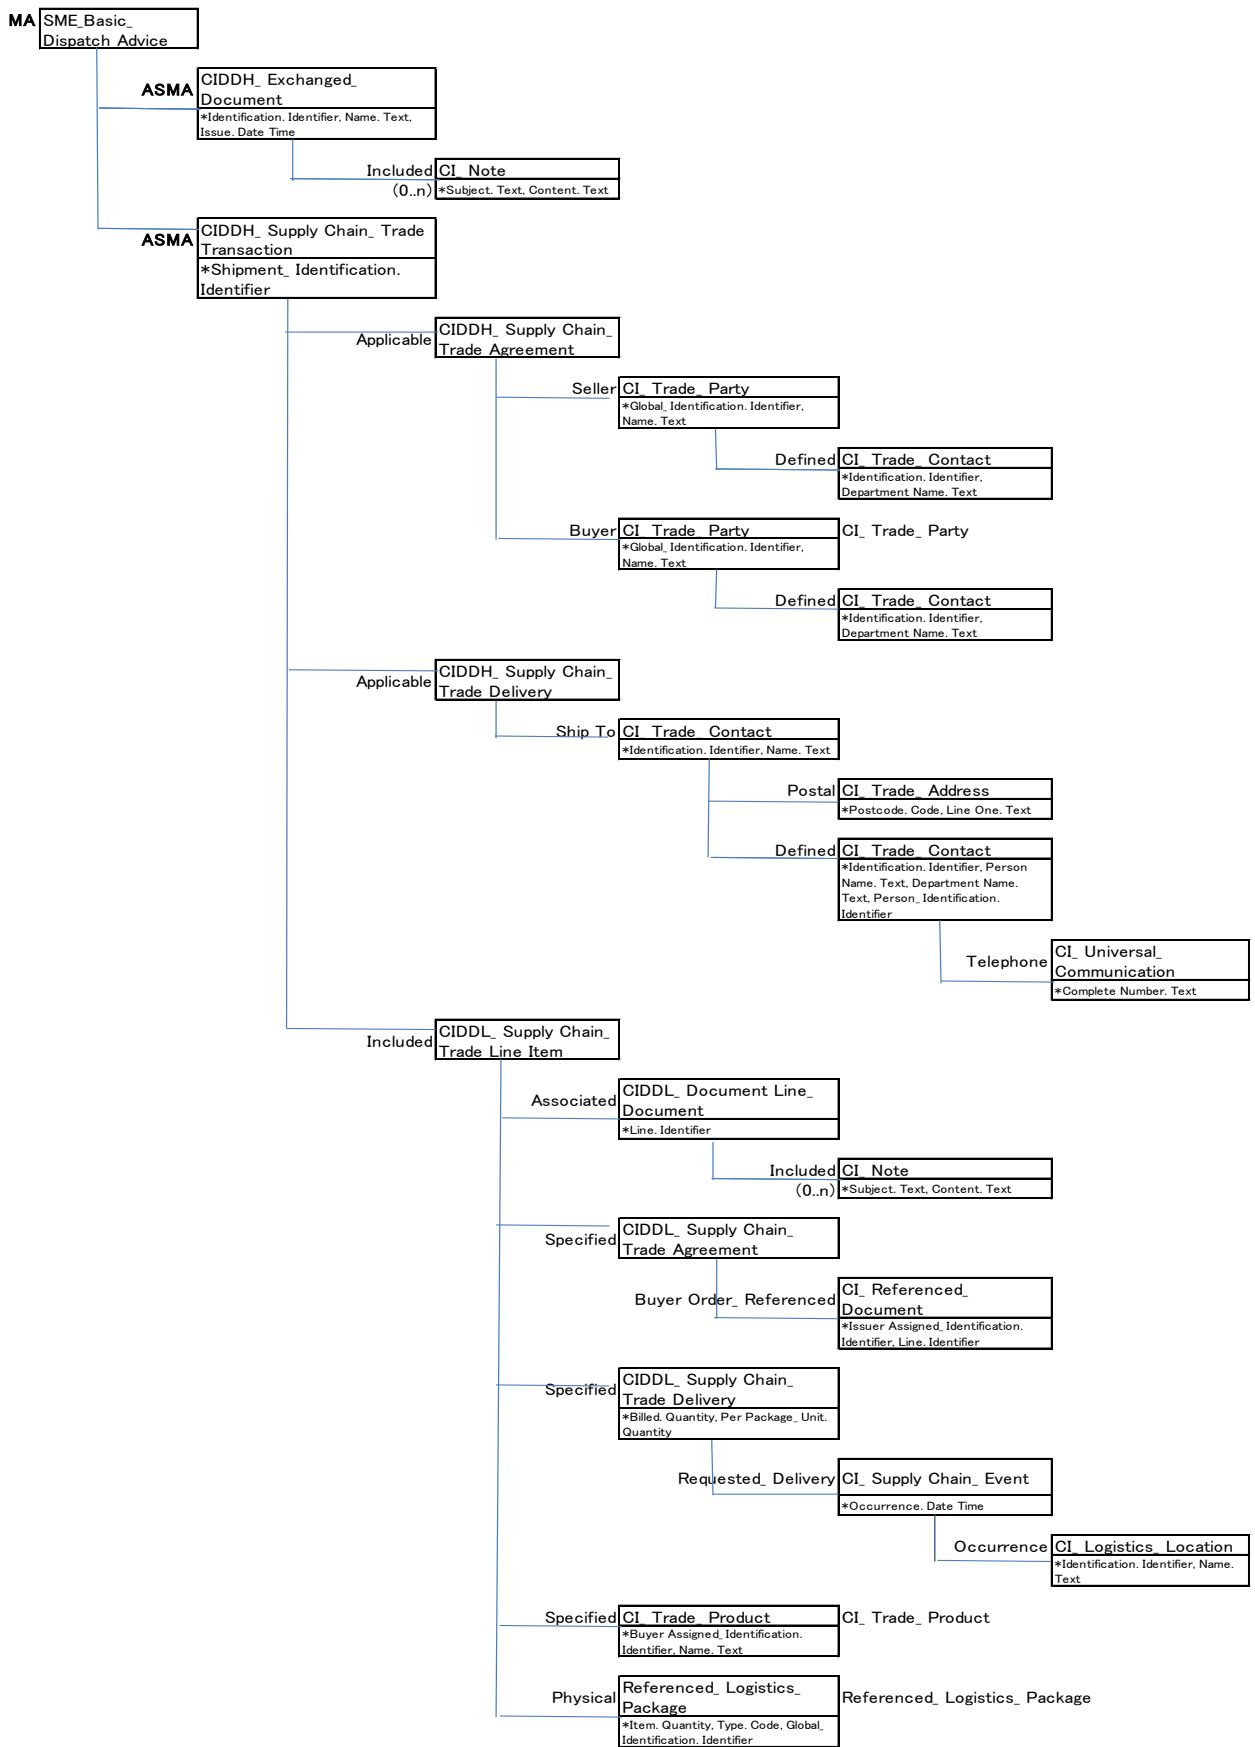 MA
SME_Basic_
Dispatch Advice
ASMA
CIDDH_ Exchanged_
Document
*Identification. Identifier, Name. Text,
Issue. Date Time
Included
(0..n)
CI_ Note
*Subject. Text, Content. Text
ASMA
CIDDH_ Supply Chain_ Trade
Transaction
*Shipment_ Identification.
Identifier
Applicable
CIDDH_ Supply Chain_
Trade Agreement
Seller
CI_ Trade_ Party
*Global_ Identification. Identifier,
Name. Text
Defined
CI_ Trade_ Contact
*Identification. Identifier,
Department Name. Text
Buyer
CI_ Trade_ Party
CI_ Trade_ Party
*Global_ Identification. Identifier,
Name. Text
Defined
CI_ Trade_ Contact
*Identification. Identifier,
Department Name. Text
Applicable
CIDDH_ Supply Chain_
Trade Delivery
Ship To
CI_ Trade_ Contact
*Identification. Identifier, Name. Text
Postal
CI_ Trade_ Address
*Postcode. Code, Line One. Text
Defined
CI_ Trade_ Contact
*Identification. Identifier, Person
Name. Text, Department Name.
Text, Person_ Identification.
Identifier
Telephone
CI_ Universal_
Communication
*Complete Number. Text
Included
CIDDL_ Supply Chain_
Trade Line Item
Associated
CIDDL_ Document Line_
Document
*Line. Identifier
Included
(0..n)
CI_ Note
*Subject. Text, Content. Text
Specified
CIDDL_ Supply Chain_
Trade Agreement
Buyer Order_ Referenced
CI_ Referenced_
Document
*Issuer Assigned_ Identification.
Identifier, Line. Identifier
Specified
CIDDL_ Supply Chain_
Trade Delivery
*Billed. Quantity, Per Package_ Unit.
Quantity
Requested_ Delivery
CI_ Supply Chain_ Event
*Occurrence. Date Time
Occurrence
CI_ Logistics_ Location
*Identification. Identifier, Name.
Text
Specified
CI_ Trade_ Product
CI_ Trade_ Product
*Buyer Assigned_ Identification.
Identifier, Name. Text
Physical
Referenced_ Logistics_
Package
Referenced_ Logistics_ Package
*Item. Quantity, Type. Code, Global_
Identification. Identifier